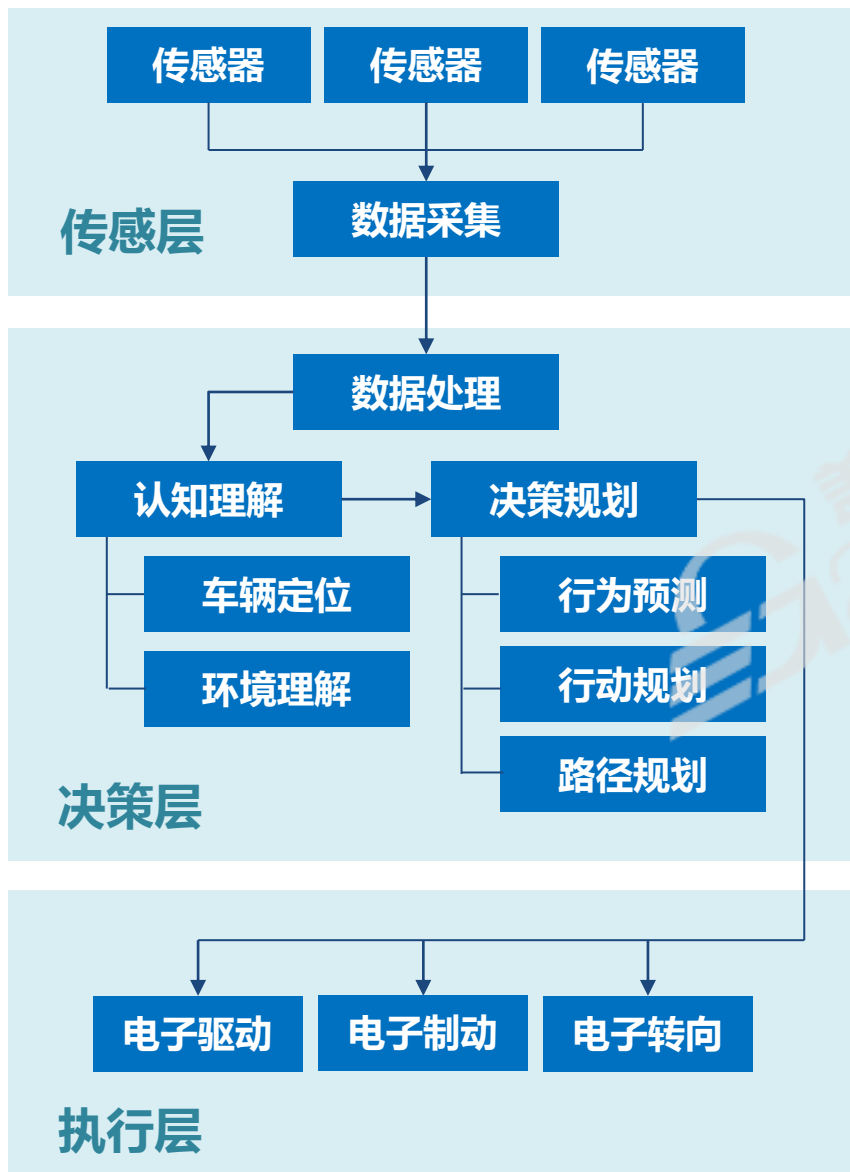 传感器 传感器 传感器
数据采集
传感层
数据处理
认知理解 决策规划
车辆定位 行为预测
环境理解 行动规划
路径规划
决策层
电子驱动 电子制动 电子转向
执行层